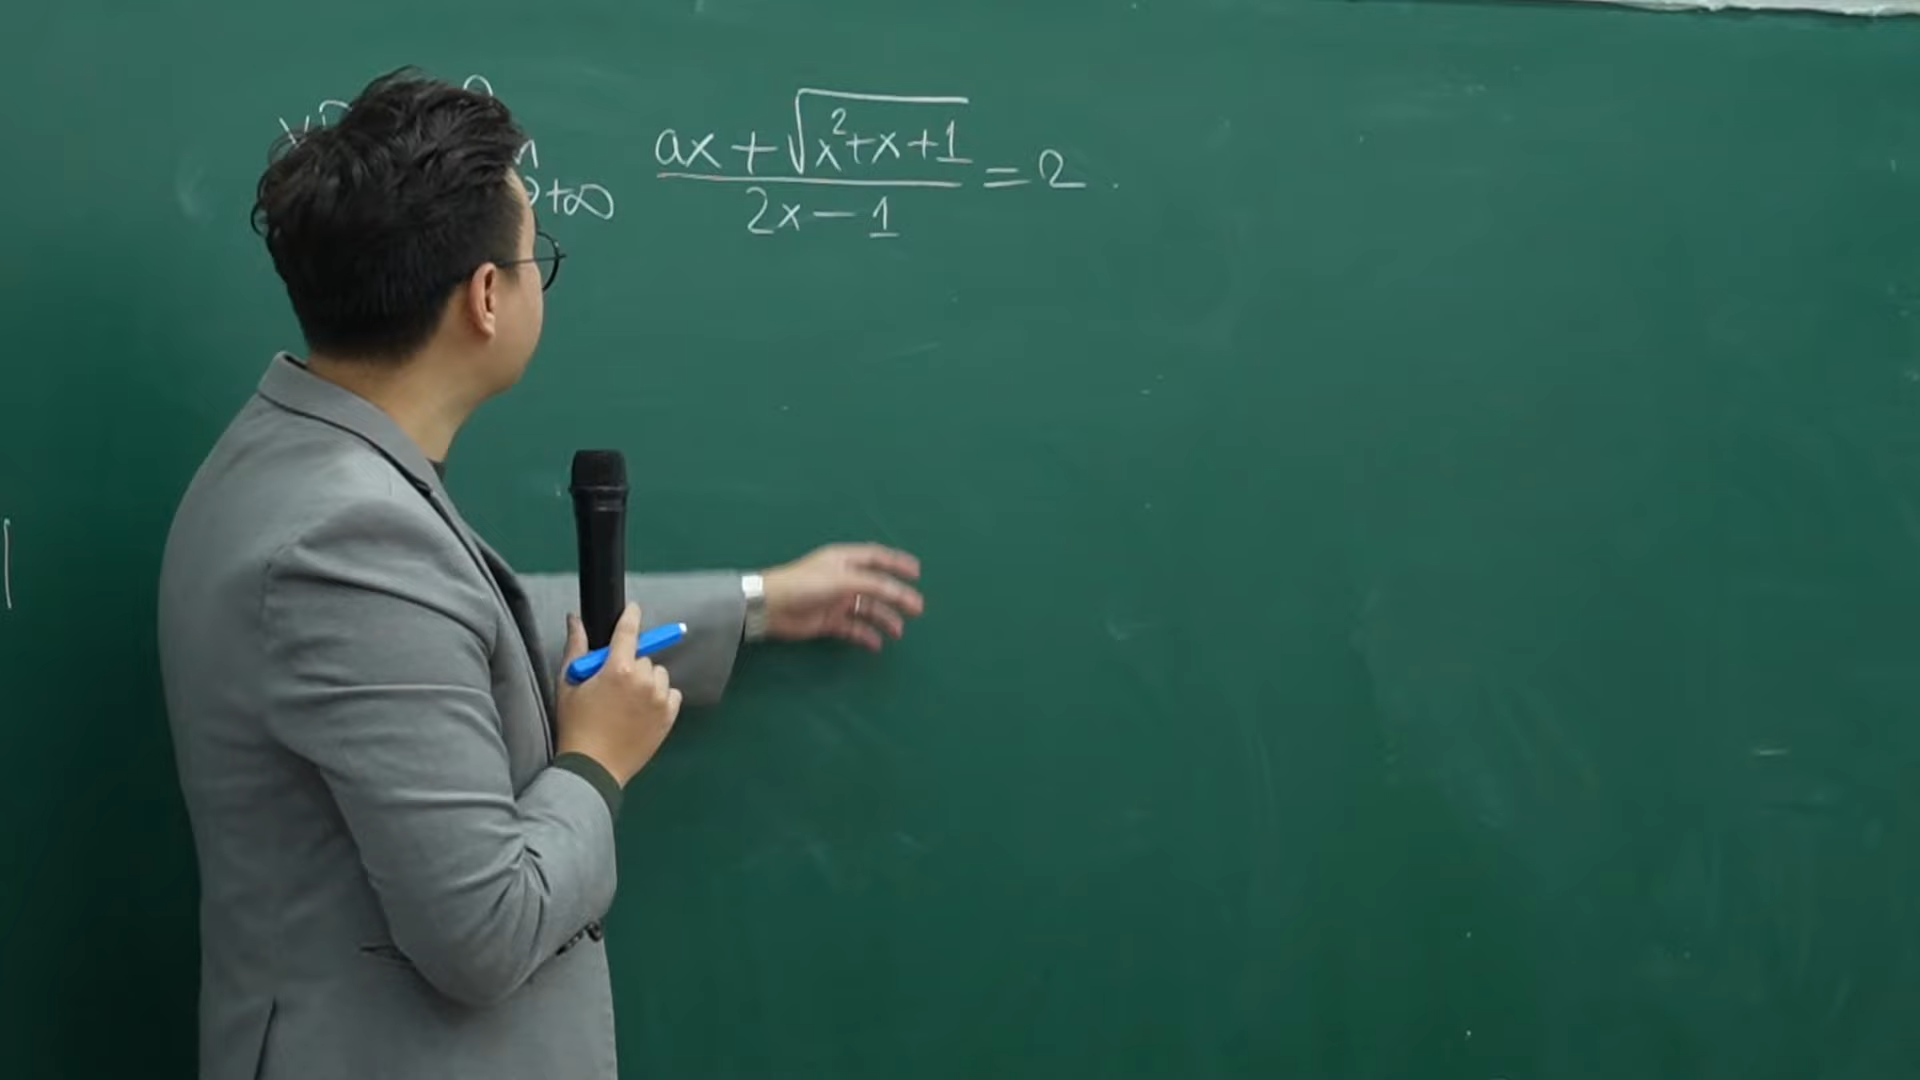 →+∞ (ax + √(x²+x+1))/(2x − 1) = 2